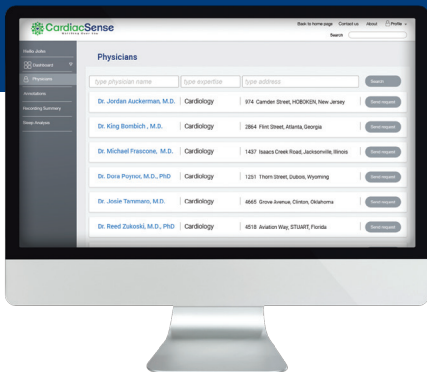 CardiacSense
Back to home page Contact us About Profile
Search
Hello, Jules
Dashboard
Physicians
Annotations
Recording Summary
Sleep Analysis
Physicians
type physician name type expertise type address Search
Dr. Jordan Auckerman, M.D. Cardiology 974 Camden Street, HOBOKEN, New Jersey Send request
Dr. King Bombich , M.D. Cardiology 2864 Flint Street, Atlanta, Georgia Send request
Dr. Michael Frascone, M.D. Cardiology 1437 Isaacs Creek Road, Jacksonville, Illinois Send request
Dr. Dora Poynor, M.D., PhD Cardiology 1251 Thorn Street, Dubois, Wyoming Send request
Dr. Josie Tammaro, M.D. Cardiology 4665 Grove Avenue, Clinton, Oklahoma Send request
Dr. Reed Zukoski, M.D., PhD Cardiology 4518 Aviation Way, STUART, Florida Send request